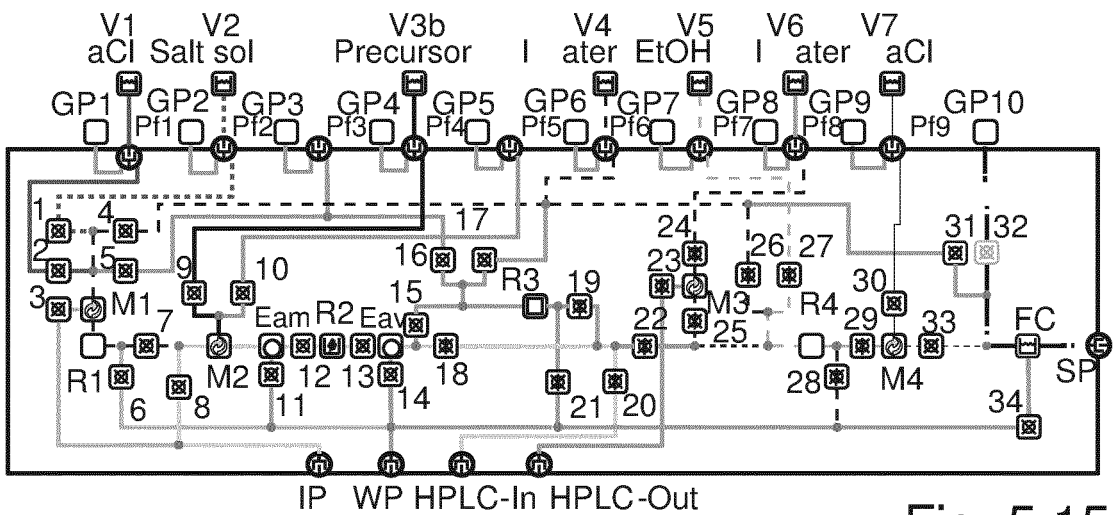 V1 V2 V3b V4 V5 V6 V7
aCl Salt sol Precursor I ater EtOH I ater aCl
GP1 GP2 GP3 GP4 GP5 GP6 GP7 GP8 GP9 GP10
Pf1 Pf2 Pf3 Pf4 Pf5 Pf6 Pf7 Pf8 Pf9
1 4 17 24 31 32
2 5 9 10 16 R3 19 23 26 27
3 M1 15 M3 R4 30
7 Eam R2 Eav 22 25 29 33 FC
R1 M2 12 13 18 28 M4 SP
6 8 11 14 21 20 34
IP WP HPLC-In HPLC-Out